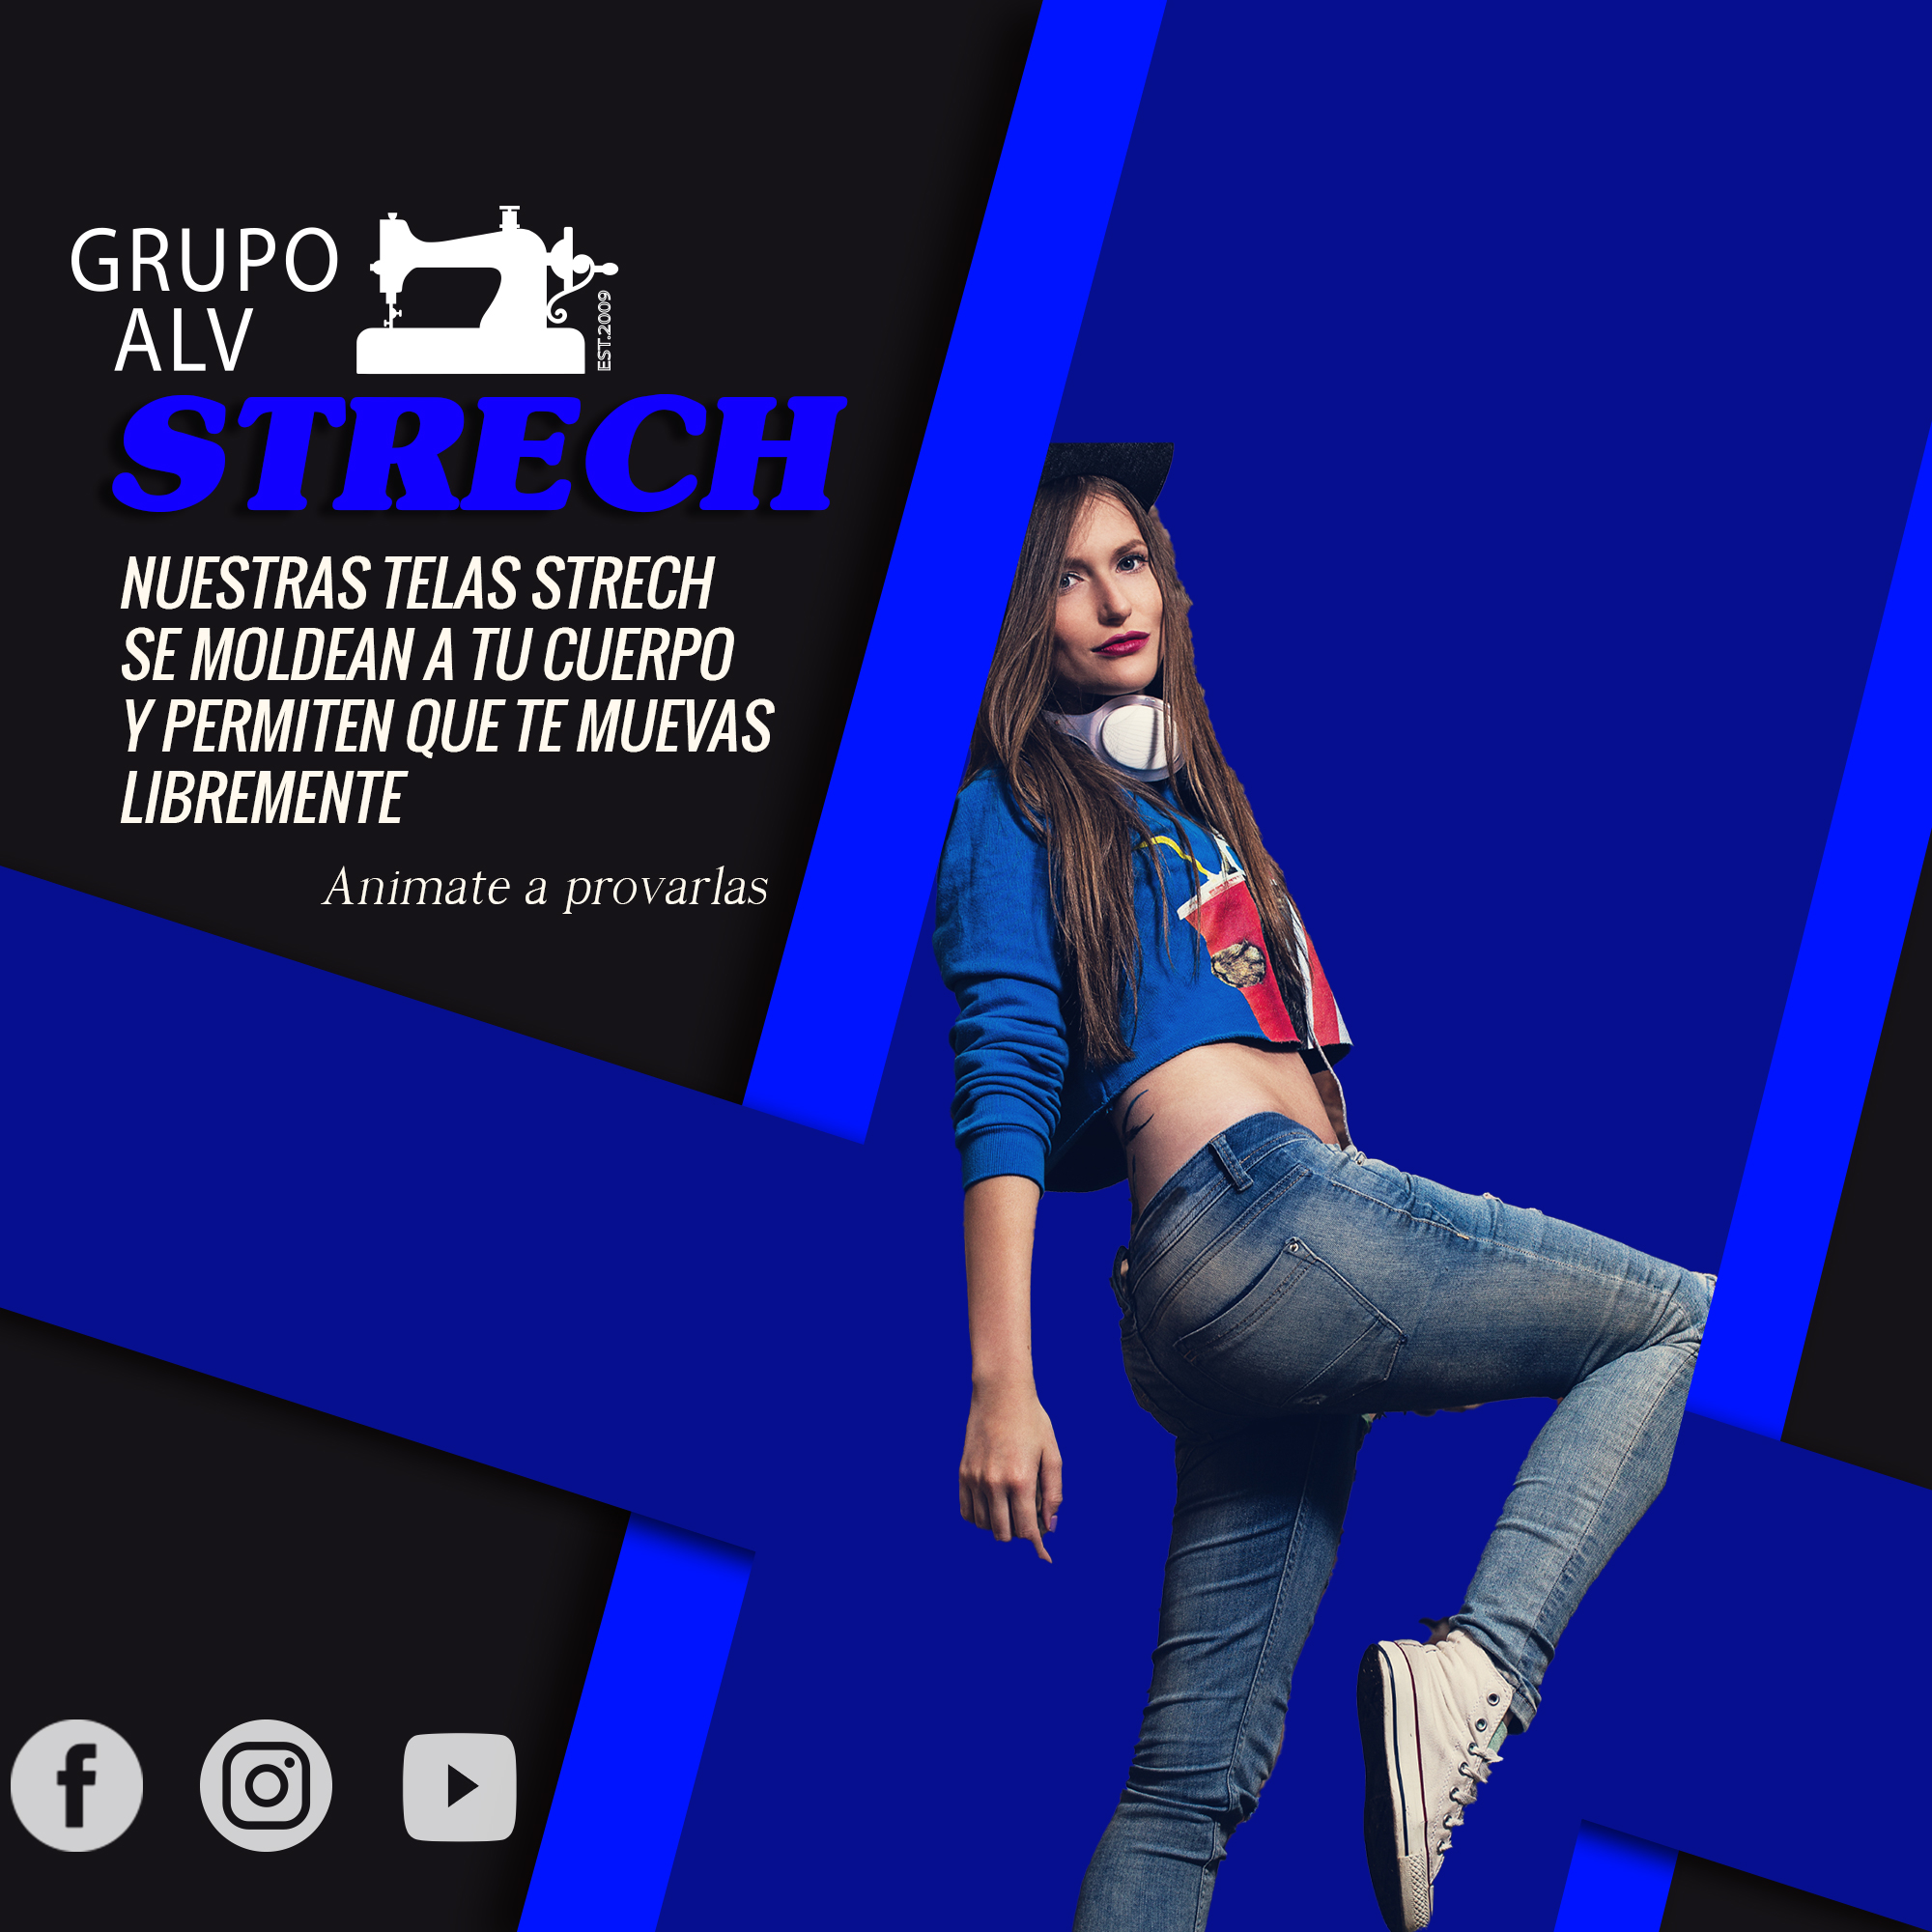 GRUPO
ALV
EST.2009
STRECH
NUESTRAS TELAS STRECH
SE MOLDEAN A TU CUERPO
Y PERMITEN QUE TE MUEVAS
LIBREMENTE
Animate a provarlas